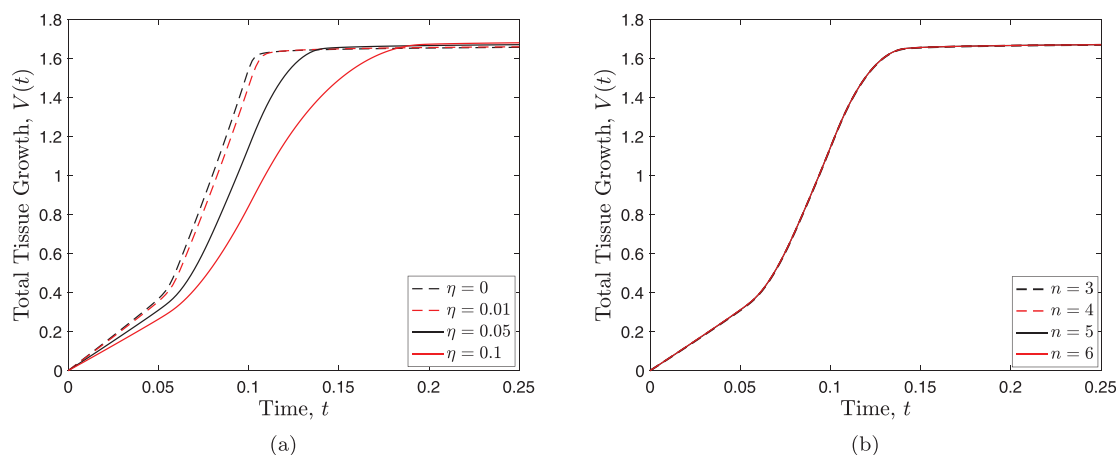 1.8
1.6
1.4
1.2
1
0.8
0.6
0.4
0.2
0
Total Tissue Growth, V(t)
0 0.05 0.1 0.15 0.2 0.25
Time, t
η = 0
η = 0.01
η = 0.05
η = 0.1
(a)
1.8
1.6
1.4
1.2
1
0.8
0.6
0.4
0.2
0
Total Tissue Growth, V(t)
0 0.05 0.1 0.15 0.2 0.25
Time, t
n = 3
n = 4
n = 5
n = 6
(b)